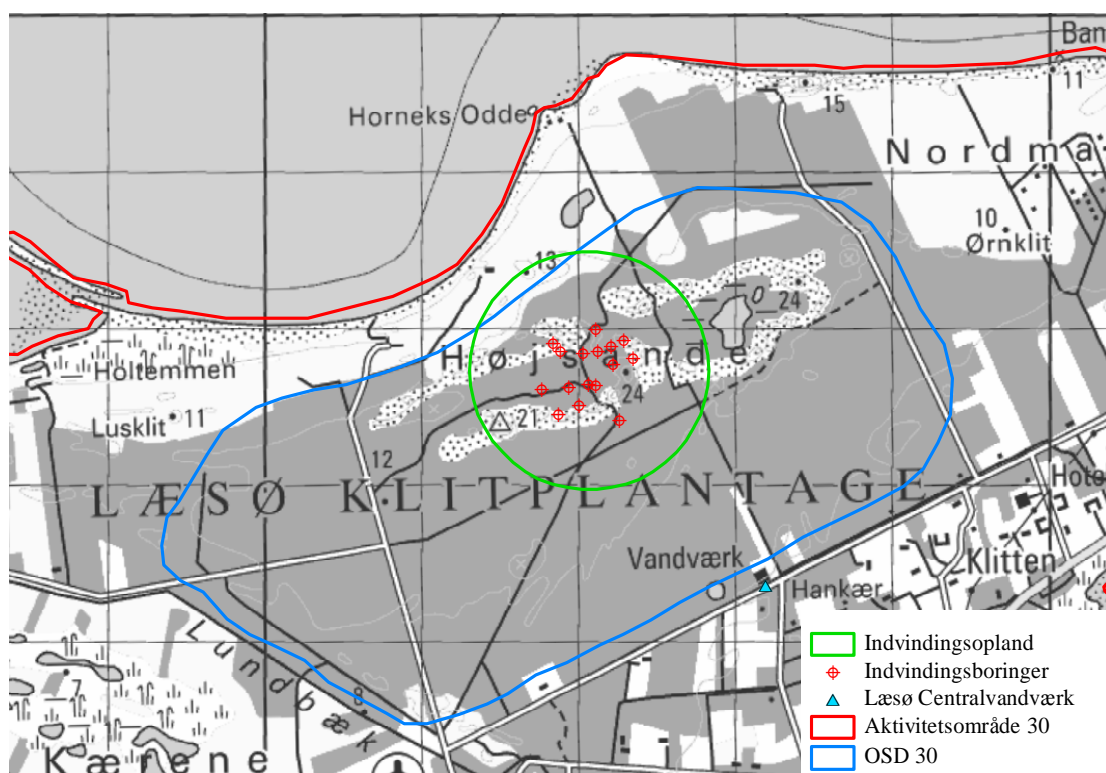 Bam
11
15
Horneks Odde
Nordma
10
Ørnklit
13
24
Højsande
Holtemmen
24
11
Lusklit
21
12
LÆSØ KLITPLANTAGE
Hote
Vandværk
Klitten
Hankær
Lundbæk
7
8
Kærene
Indvindingsopland
Indvindingsboringer
Læsø Centralvandværk
Aktivitetsområde 30
OSD 30